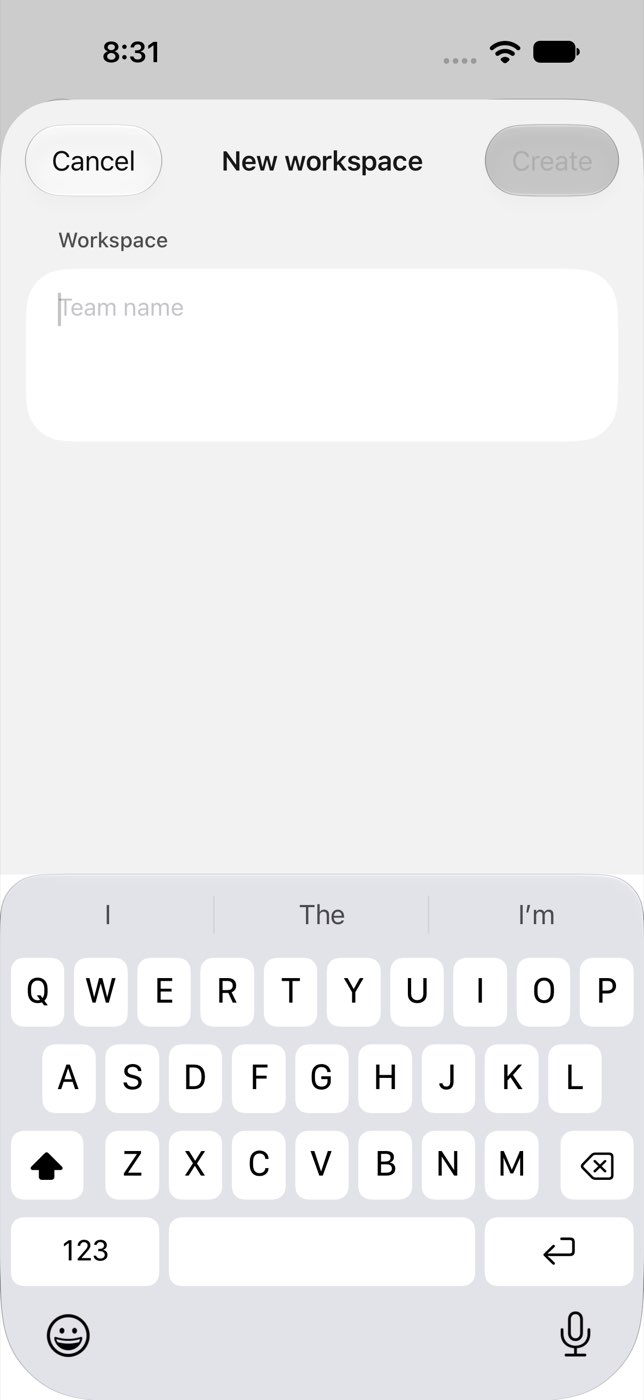 8:31
Cancel New workspace Create
Workspace
Team name
I The I’m
Q W E R T Y U I O P
A S D F G H J K L
Z X C V B N M
123